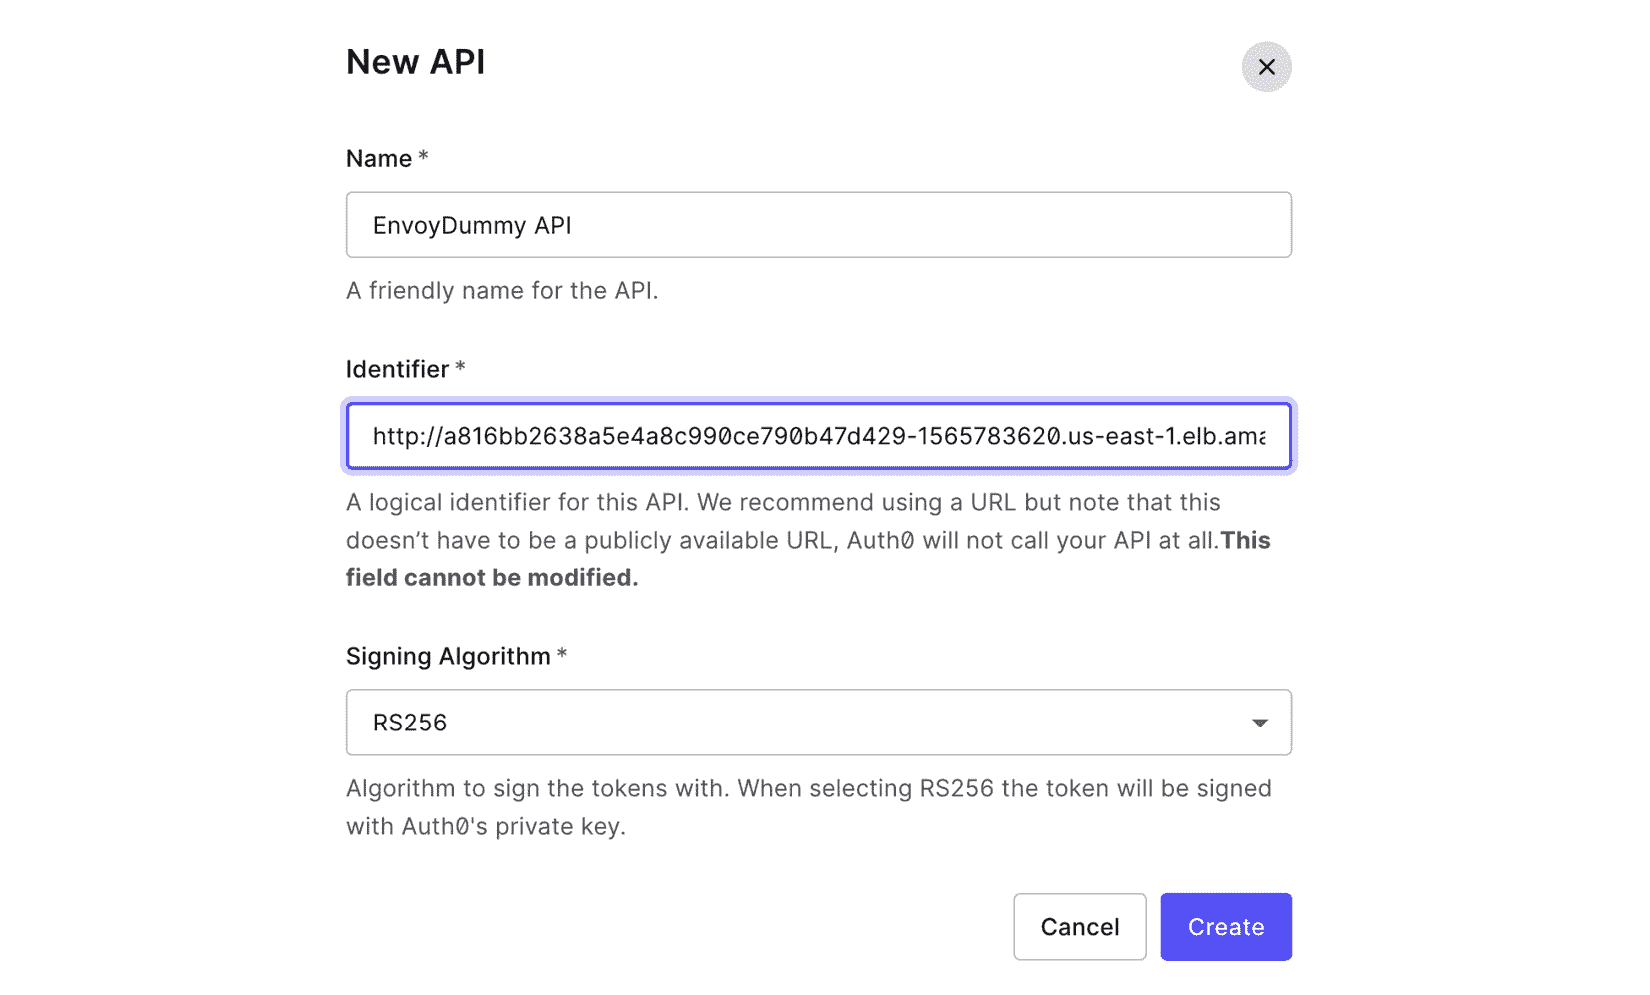 New API
Name *
EnvoyDummy API
A friendly name for the API.
Identifier *
http://a816bb2638a5e4a8c990ce790b47d429-1565783620.us-east-1.elb.ama
A logical identifier for this API. We recommend using a URL but note that this
doesn’t have to be a publicly available URL, Auth0 will not call your API at all.This
field cannot be modified.
Signing Algorithm *
RS256
Algorithm to sign the tokens with. When selecting RS256 the token will be signed
with Auth0's private key.
Cancel Create